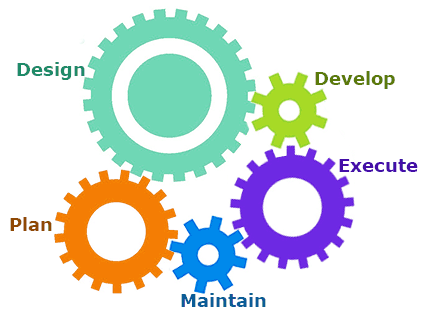 Design
Develop
Execute
Plan
Maintain